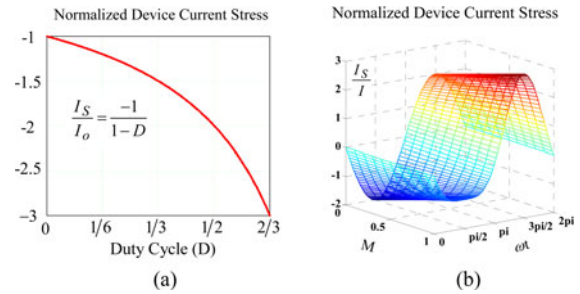 Normalized Device Current Stress
-1
-1.5
-2
-2.5
-3
I_S/I_o = -1/(1-D)
0 1/6 1/3 1/2 2/3
Duty Cycle (D)
(a)
Normalized Device Current Stress
3
2
1
0
-1
-2
I_S/I
0 0.5 1
M
0 pi/2 pi 3pi/2 2pi
ωt
(b)